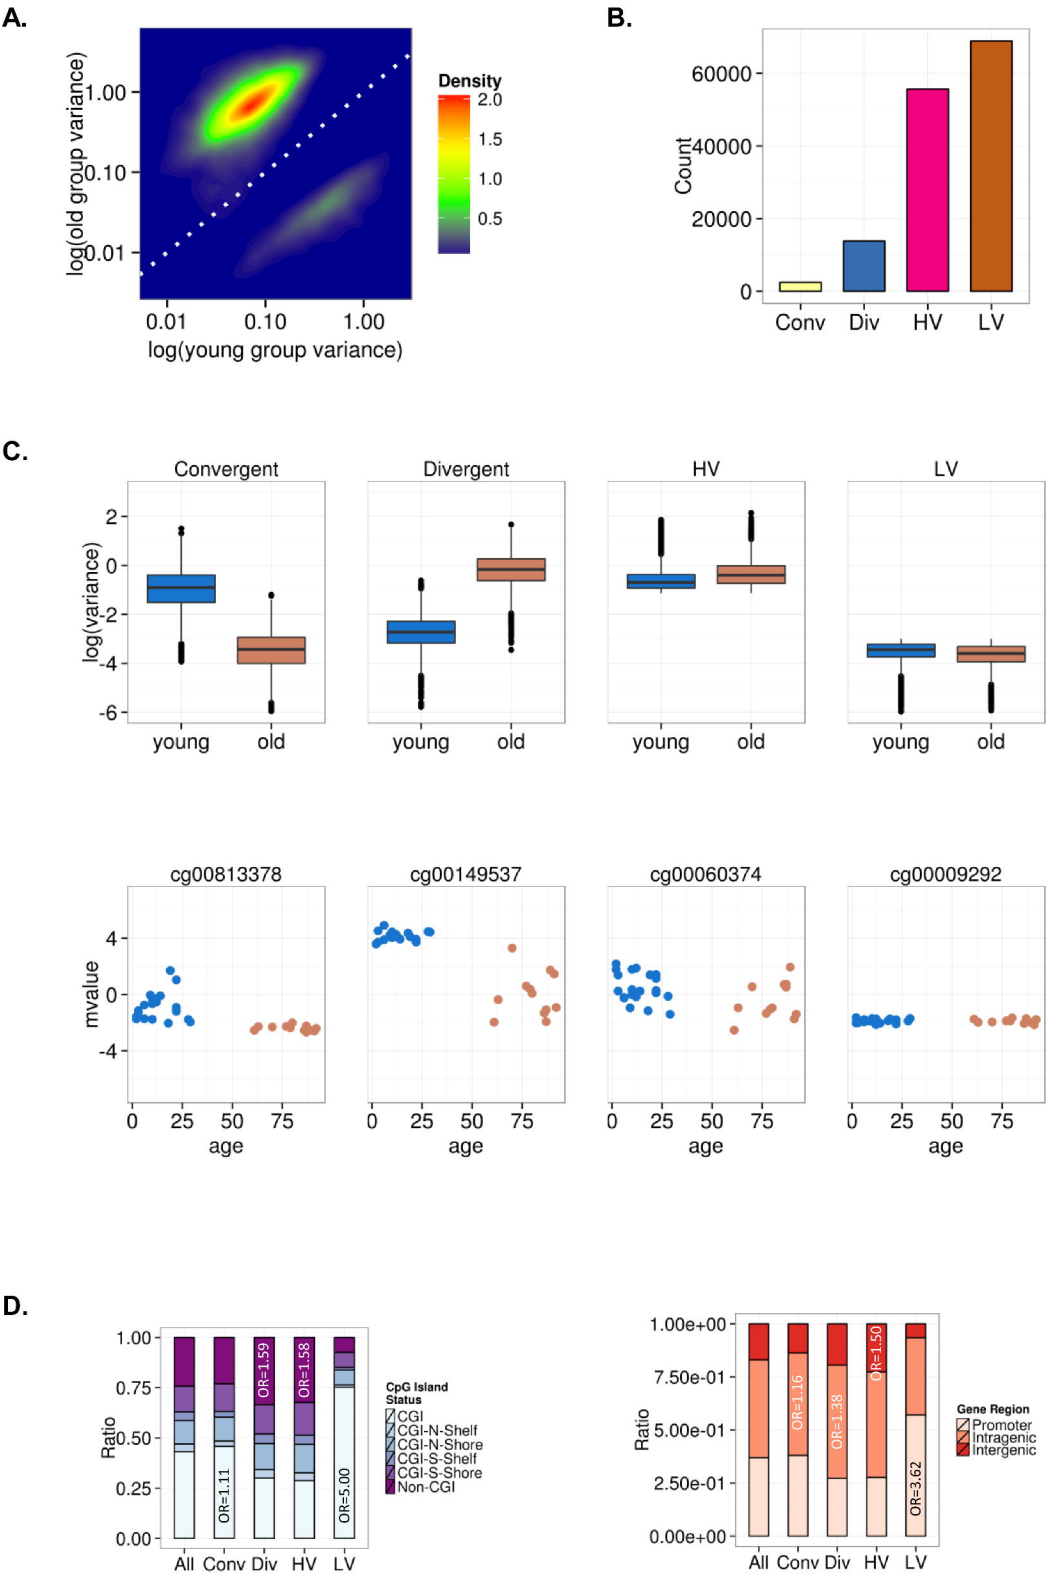 A.
B.
log(old group variance)
1.00
0.10
0.01
0.01 0.10 1.00
log(young group variance)
Density
2.0
1.5
1.0
0.5
Count
60000
40000
20000
0
Conv Div HV LV
C.
Convergent Divergent HV LV
log(variance)
2
0
-2
-4
-6
young old young old young old young old
cg00813378 cg00149537 cg00060374 cg00009292
mvalue
4
0
-4
0 25 50 75 0 25 50 75 0 25 50 75 0 25 50 75
age age age age
D.
Ratio
1.00
0.75
0.50
0.25
0.00
OR=1.11
OR=1.59
OR=1.58
OR=5.00
All Conv Div HV LV
CpG Island
Status
CGI
CGI-N-Shelf
CGI-N-Shore
CGI-S-Shelf
CGI-S-Shore
Non-CGI
Ratio
1.00e+00
7.50e-01
5.00e-01
2.50e-01
0.00e+00
OR=1.16
OR=1.38
OR=1.50
OR=3.62
All Conv Div HV LV
Gene Region
Promoter
Intragenic
Intergenic